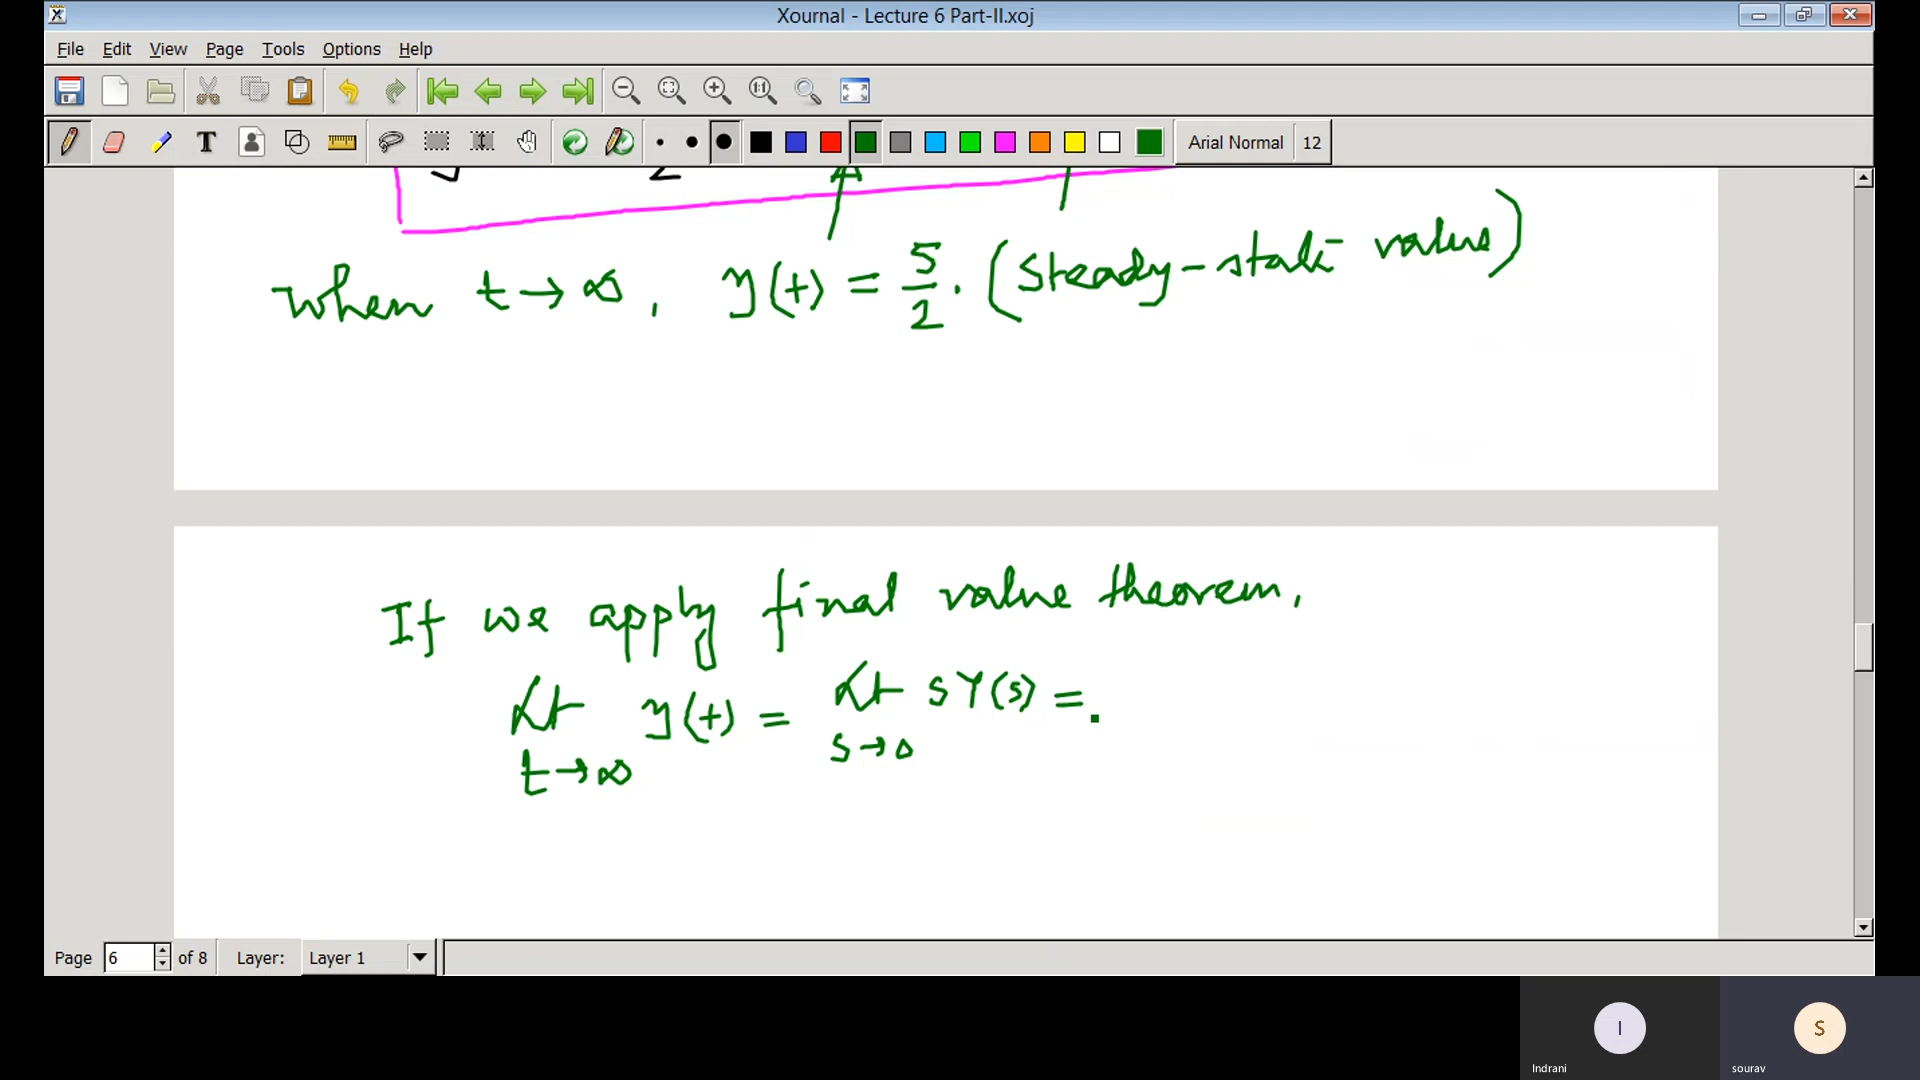 Xournal - Lecture 6 Part-II.xoj
File Edit View Page Tools Options Help
Arial Normal 12
when t → ∞, y(t) = 5/2 . (Steady-state value)
If we apply final value theorem,
Lt y(t) = Lt sY(s) =
t→∞ s→0
Page 6 of 8 Layer: Layer 1
I S
Indrani sourav